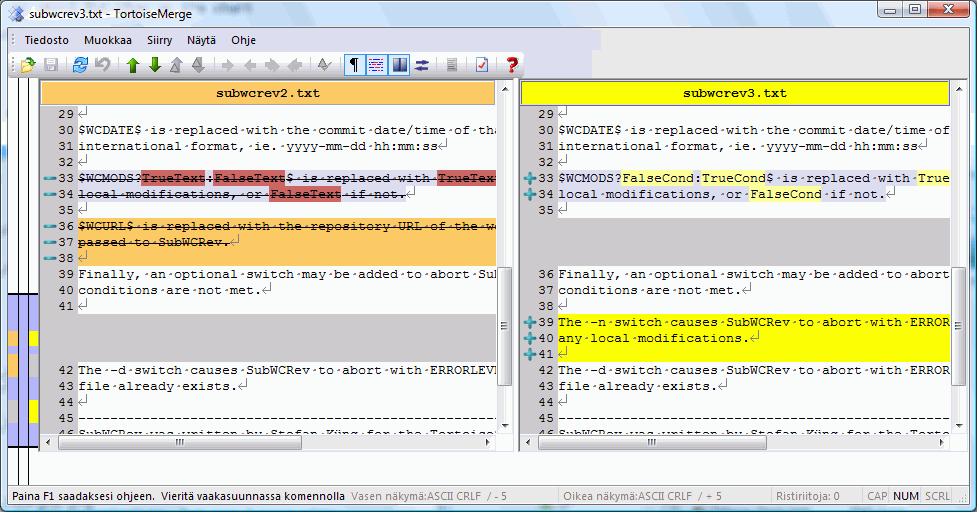 subwcrev3.txt - TortoiseMerge
Tiedosto Muokkaa Siirry Näytä Ohje
subwcrev2.txt
29 ↵
30 $WCDATE$·is·replaced·with·the·commit·date/time·of·tha
31 international·format,·ie.·yyyy-mm-dd·hh:mm:ss↵
32 ↵
33 $WCMODS?TrueText:FalseText$·is·replaced·with·TrueText
34 local·modifications,·or·FalseText·if·not.↵
35 ↵
36 $WCURL$·is·replaced·with·the·repository·URL·of·the·w
37 passed·to·SubWCRev.↵
38 ↵
39 Finally,·an·optional·switch·may·be·added·to·abort·Sub
40 conditions·are·not·met.↵
41 ↵
42 The·-d·switch·causes·SubWCRev·to·abort·with·ERRORLEVE
43 file·already·exists.↵
44 ↵
45 -----------------------------------------------------
46 SubWCRev·was·written·by·Stefan·Küng·for·the·Tortoise
subwcrev3.txt
29 ↵
30 $WCDATE$·is·replaced·with·the·commit·date/time·of
31 international·format,·ie.·yyyy-mm-dd·hh:mm:ss↵
32 ↵
33 $WCMODS?FalseCond:TrueCond$·is·replaced·with·True
34 local·modifications,·or·FalseCond·if·not.↵
35 ↵
36 Finally,·an·optional·switch·may·be·added·to·abort
37 conditions·are·not·met.↵
38 ↵
39 The·-n·switch·causes·SubWCRev·to·abort·with·ERROR
40 any·local·modifications.↵
41 ↵
42 The·-d·switch·causes·SubWCRev·to·abort·with·ERROR
43 file·already·exists.↵
44 ↵
45 -------------------------------------------------
46 SubWCRev·was·written·by·Stefan·Küng·for·the·Torto
Paina F1 saadaksesi ohjeen. Vieritä vaakasuunnassa komennolla Vasen näkymä:ASCII CRLF / - 5 Oikea näkymä:ASCII CRLF / + 5 Ristiriitoja: 0 CAP NUM SCRL